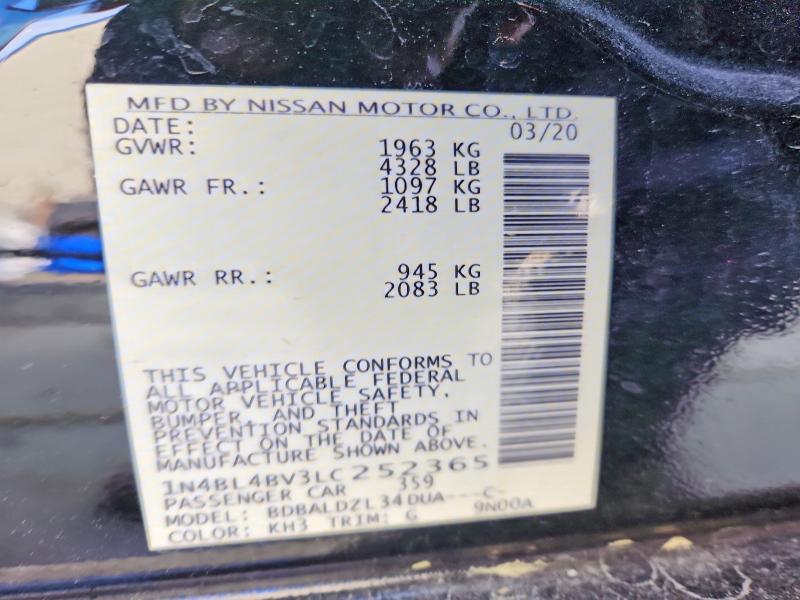 MFD BY NISSAN MOTOR CO., LTD.
DATE: 03/20
GVWR: 1963 KG
4328 LB
GAWR FR.: 1097 KG
2418 LB
GAWR RR.: 945 KG
2083 LB
THIS VEHICLE CONFORMS TO
ALL APPLICABLE FEDERAL
MOTOR VEHICLE SAFETY,
BUMPER, AND THEFT
PREVENTION STANDARDS IN
EFFECT ON THE DATE OF
MANUFACTURE SHOWN ABOVE.
1N4BL4BV3LC252365
PASSENGER CAR 359
MODEL: BDBALDZL34DUA---C-
COLOR: KH3 TRIM: G 9N00A